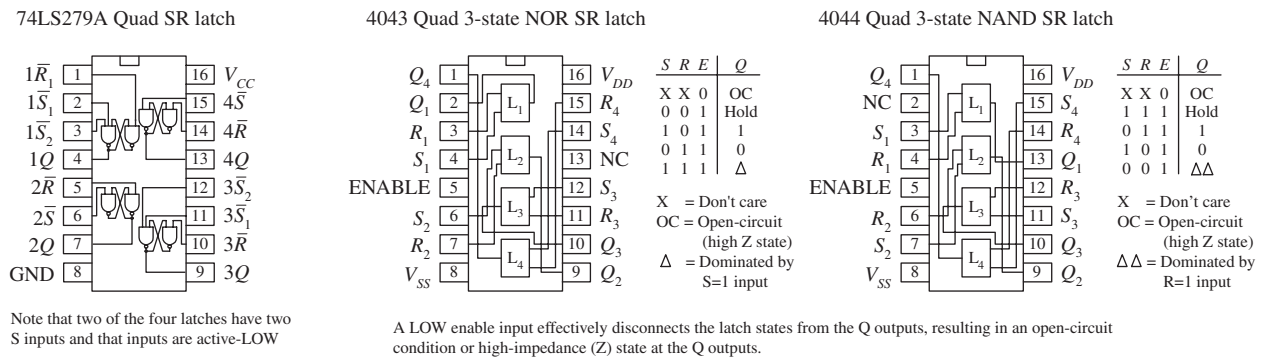 74LS279A Quad SR latch
1R̅₁ 1 16 V_CC
1S̅₁ 2 15 4S̅
1S̅₂ 3 14 4R̅
1Q 4 13 4Q
2R̅ 5 12 3S̅₂
2S̅ 6 11 3S̅₁
2Q 7 10 3R̅
GND 8 9 3Q
Note that two of the four latches have two
S inputs and that inputs are active-LOW
4043 Quad 3-state NOR SR latch
Q₄ 1 16 V_DD
Q₁ 2 L₁ 15 R₄
R₁ 3 14 S₄
S₁ 4 L₂ 13 NC
ENABLE 5 12 S₃
S₂ 6 L₃ 11 R₃
R₂ 7 10 Q₃
V_SS 8 L₄ 9 Q₂
S R E Q
X X 0 OC
0 0 1 Hold
1 0 1 1
0 1 1 0
1 1 1 Δ
X = Don't care
OC = Open-circuit
(high Z state)
Δ = Dominated by
S=1 input
4044 Quad 3-state NAND SR latch
Q₄ 1 16 V_DD
NC 2 L₁ 15 S₄
S₁ 3 14 R₄
R₁ 4 L₂ 13 Q₁
ENABLE 5 12 R₃
R₂ 6 L₃ 11 S₃
S₂ 7 10 Q₃
V_SS 8 L₄ 9 Q₂
S R E Q
X X 0 OC
1 1 1 Hold
0 1 1 1
1 0 1 0
0 0 1 ΔΔ
X = Don't care
OC = Open-circuit
(high Z state)
ΔΔ = Dominated by
R=1 input
A LOW enable input effectively disconnects the latch states from the Q outputs, resulting in an open-circuit
condition or high-impedance (Z) state at the Q outputs.